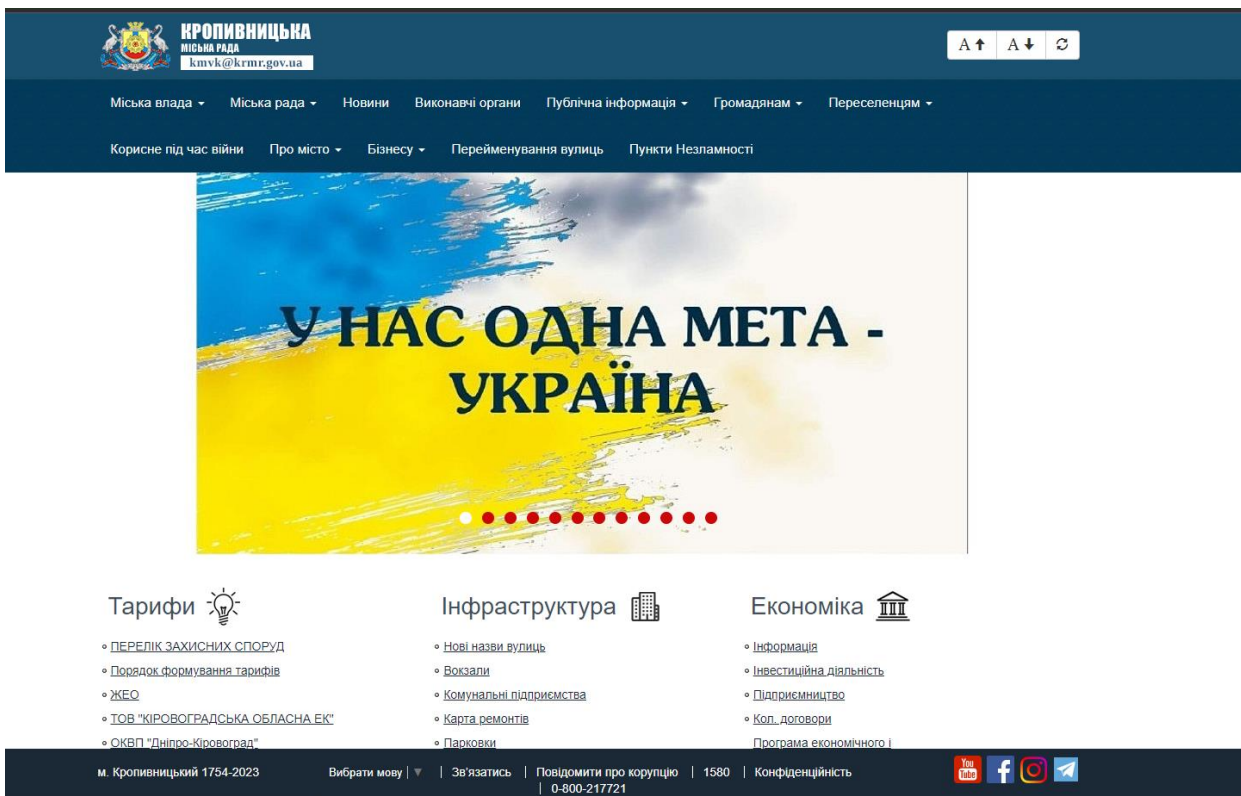 КРОПИВНИЦЬКА
МІСЬКА РАДА
kmvk@krmr.gov.ua
A A
Міська влада Міська рада Новини Виконавчі органи Публічна інформація Громадянам Переселенцям
Корисне під час війни Про місто Бізнесу Перейменування вулиць Пункти Незламності
У НАС ОДНА МЕТА -
УКРАЇНА
Тарифи
ПЕРЕЛІК ЗАХИСНИХ СПОРУД
Порядок формування тарифів
ЖЕО
ТОВ "КІРОВОГРАДСЬКА ОБЛАСНА ЕК"
ОКВП "Дніпро-Кіровоград"
Інфраструктура
Нові назви вулиць
Вокзали
Комунальні підприємства
Карта ремонтів
Парковки
Економіка
Інформація
Інвестиційна діяльність
Підприємництво
Кол. договори
Програма економічного і
м. Кропивницький 1754-2023 Вибрати мову | ▼ | Зв'язатись | Повідомити про корупцію | 1580 | Конфіденційність
| 0-800-217721
You Tube